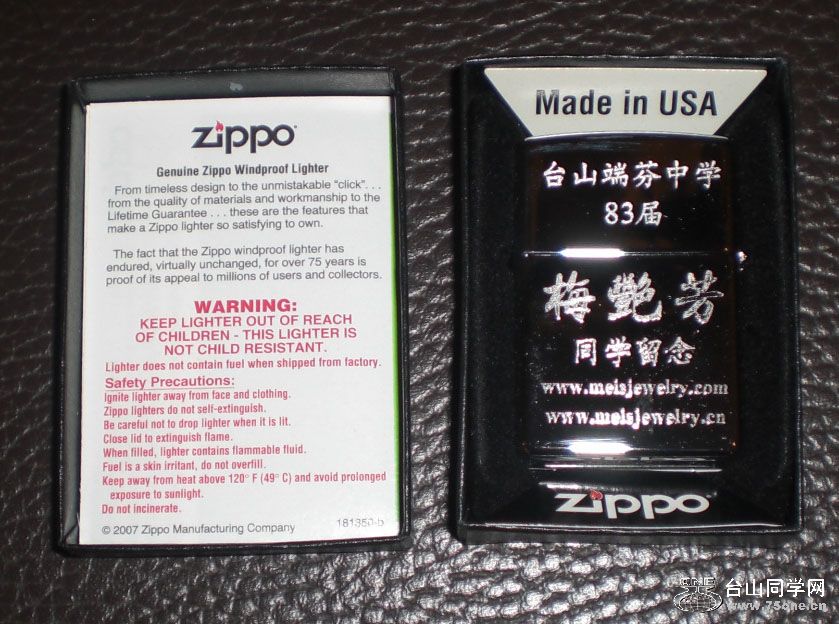 Zippo
Genuine Zippo Windproof Lighter
From timeless design to the unmistakable "click". . .
from the quality of materials and workmanship to the
Lifetime Guarantee . . . these are the features that
make a Zippo lighter so satisfying to own.
The fact that the Zippo windproof lighter has
endured, virtually unchanged, for over 75 years is
proof of its appeal to millions of users and collectors.
WARNING:
KEEP LIGHTER OUT OF REACH
OF CHILDREN - THIS LIGHTER IS
NOT CHILD RESISTANT.
Lighter does not contain fuel when shipped from factory.
Safety Precautions:
Ignite lighter away from face and clothing.
Zippo lighters do not self-extinguish.
Be careful not to drop lighter when it is lit.
Close lid to extinguish flame.
When filled, lighter contains flammable fluid.
Fuel is a skin irritant, do not overfill.
Keep away from heat above 120° F (49° C) and avoid prolonged
exposure to sunlight.
Do not incinerate.
© 2007 Zippo Manufacturing Company
181350-b
Made in USA
台山端芬中学
83届
梅艷芳
同学留念
www.meisjewelry.com
www.meisjewelry.cn
Zippo
台山同学网
www.75one.cn